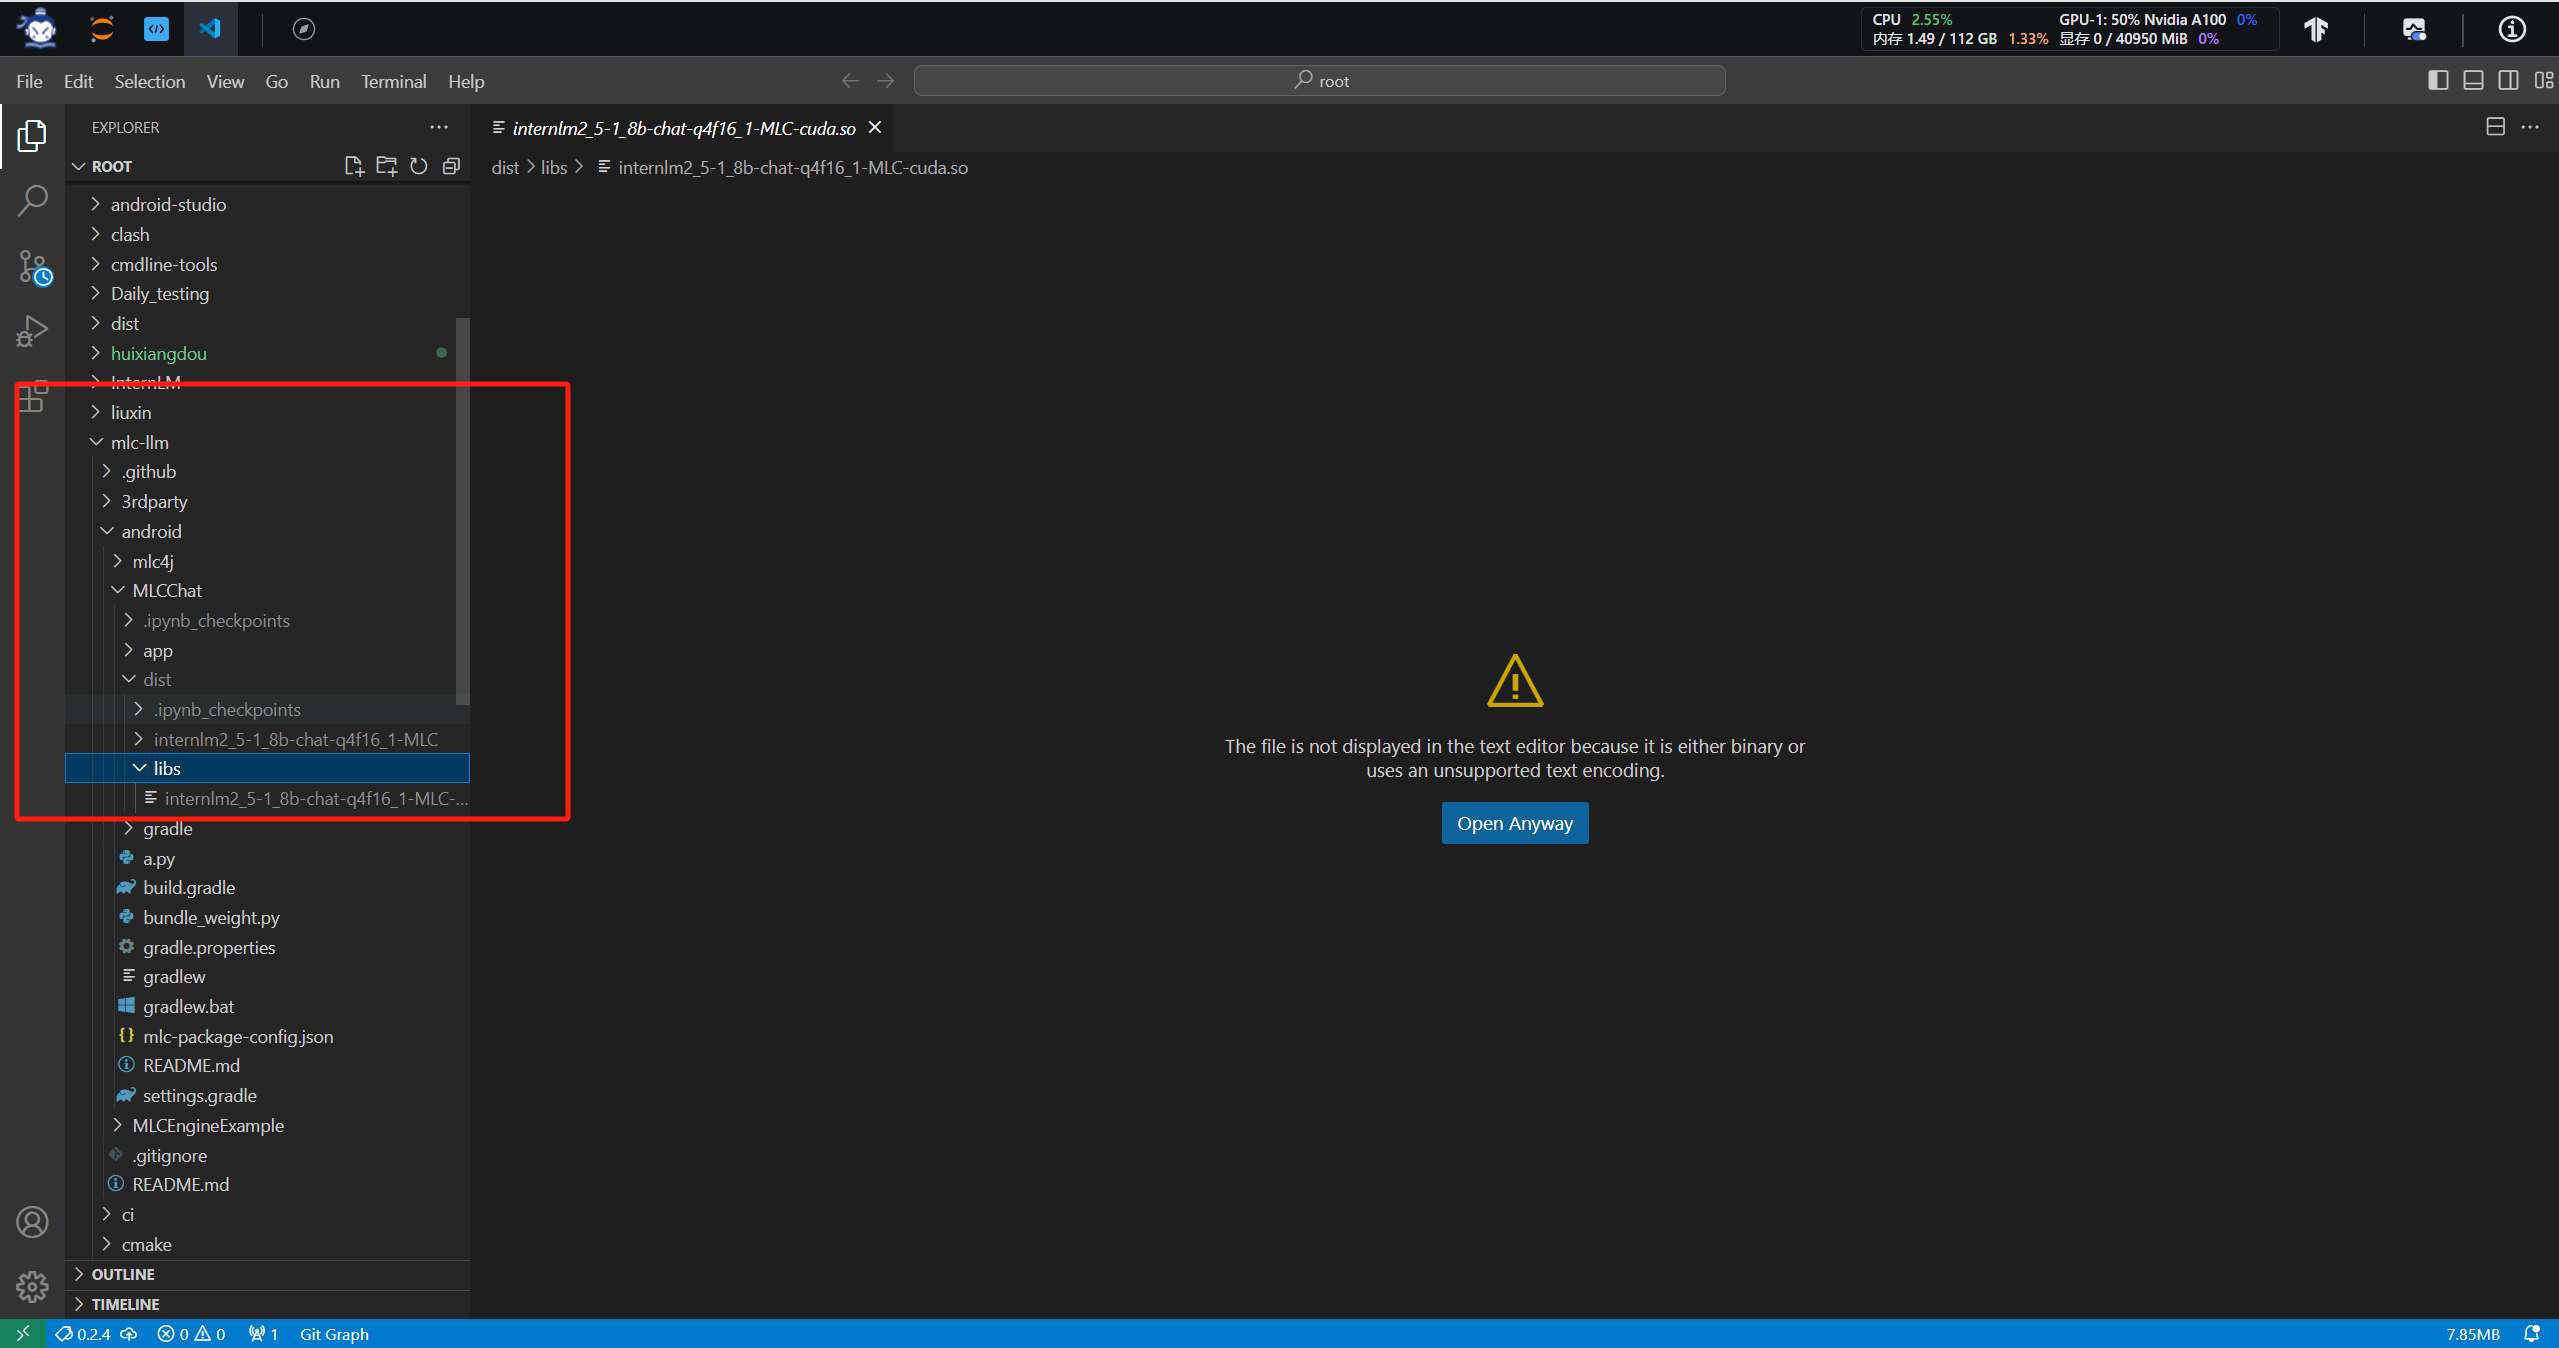 CPU 2.55%
GPU-1: 50% Nvidia A100 0%
内存 1.49 / 112 GB 1.33% 显存 0 / 40950 MiB 0%
File Edit Selection View Go Run Terminal Help
root
EXPLORER
internlm2_5-1_8b-chat-q4f16_1-MLC-cuda.so
ROOT
dist > libs > internlm2_5-1_8b-chat-q4f16_1-MLC-cuda.so
android-studio
clash
cmdline-tools
Daily_testing
dist
huixiangdou
InternLM
liuxin
mlc-llm
.github
3rdparty
android
mlc4j
MLCChat
.ipynb_checkpoints
app
dist
.ipynb_checkpoints
internlm2_5-1_8b-chat-q4f16_1-MLC
libs
internlm2_5-1_8b-chat-q4f16_1-MLC-...
gradle
a.py
build.gradle
bundle_weight.py
gradle.properties
gradlew
gradlew.bat
mlc-package-config.json
README.md
settings.gradle
MLCEngineExample
.gitignore
README.md
ci
cmake
OUTLINE
TIMELINE
The file is not displayed in the text editor because it is either binary or
uses an unsupported text encoding.
Open Anyway
0.2.4 0 0 1 Git Graph
7.85MB